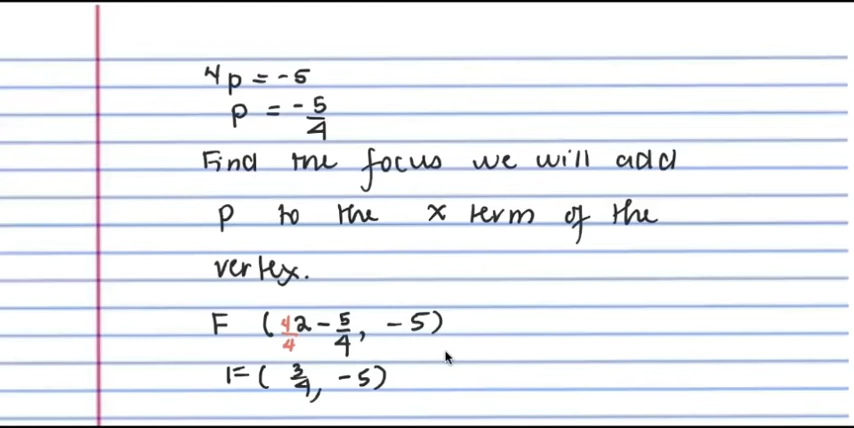 4p = -5
p = -5/4
Find the focus we will add
p to the x term of the
vertex.
F (4/4 2 - 5/4, -5)
F = (3/4, -5)